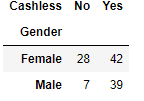 Cashless No Yes
Gender
Female 28 42
Male 7 39